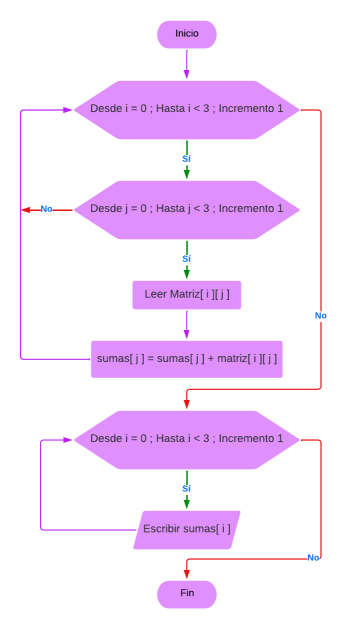 Inicio
Desde i = 0 ; Hasta i < 3 ; Incremento 1
Sí
No
Desde j = 0 ; Hasta j < 3 ; Incremento 1
Sí
Leer Matriz[ i ][ j ]
No
sumas[ j ] = sumas[ j ] + matriz[ i ][ j ]
Desde i = 0 ; Hasta i < 3 ; Incremento 1
Sí
Escribir sumas[ i ]
No
Fin